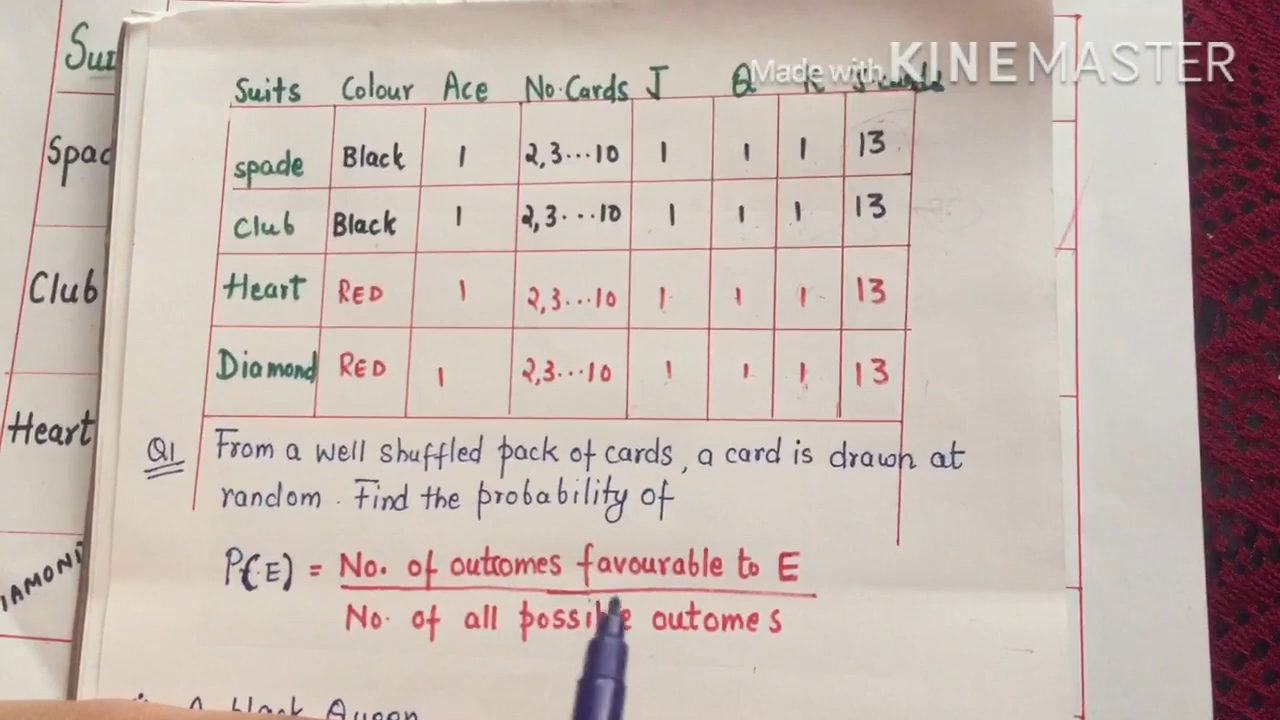 Made with KINEMASTER
Suits Colour Ace No.Cards J Q K
spade Black 1 2,3...10 1 1 1 13
Club Black 1 2,3...10 1 1 1 13
Heart RED 1 2,3...10 1 1 1 13
Diamond RED 1 2,3...10 1 1 1 13
Q1 From a well shuffled pack of cards, a card is drawn at
random. Find the probability of
P(E) = No. of outcomes favourable to E
No. of all possible outomes
A black Queen
Spad
Club
Heart
IAMOND